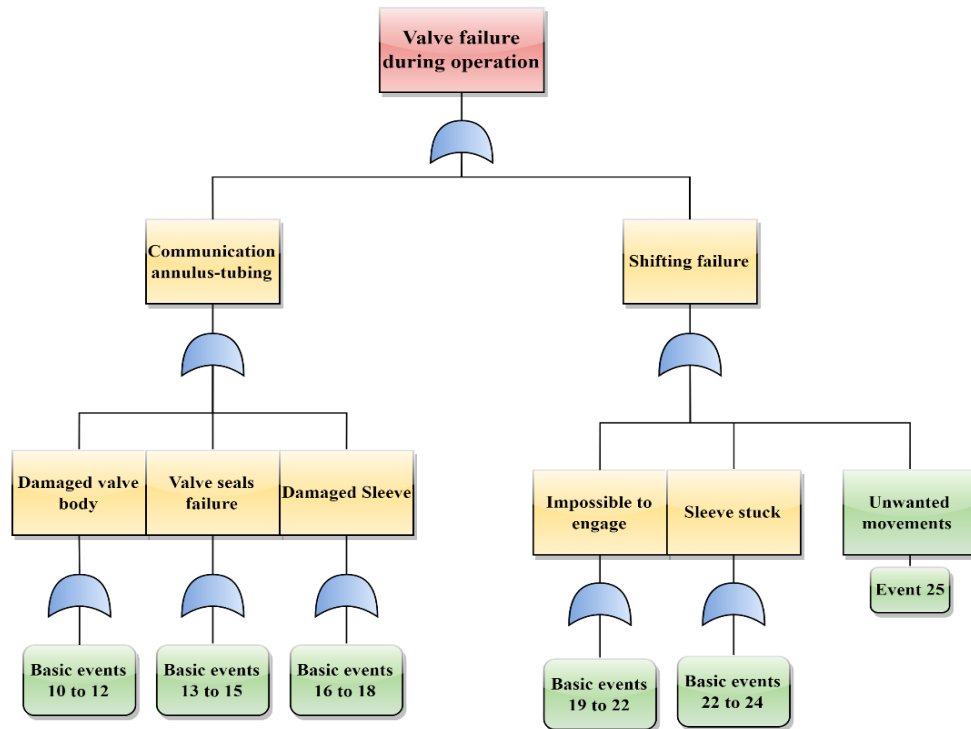 Valve failure
during operation
Communication
annulus-tubing
Shifting failure
Damaged valve
body
Valve seals
failure
Damaged Sleeve
Impossible to
engage
Sleeve stuck
Unwanted
movements
Event 25
Basic events
10 to 12
Basic events
13 to 15
Basic events
16 to 18
Basic events
19 to 22
Basic events
22 to 24